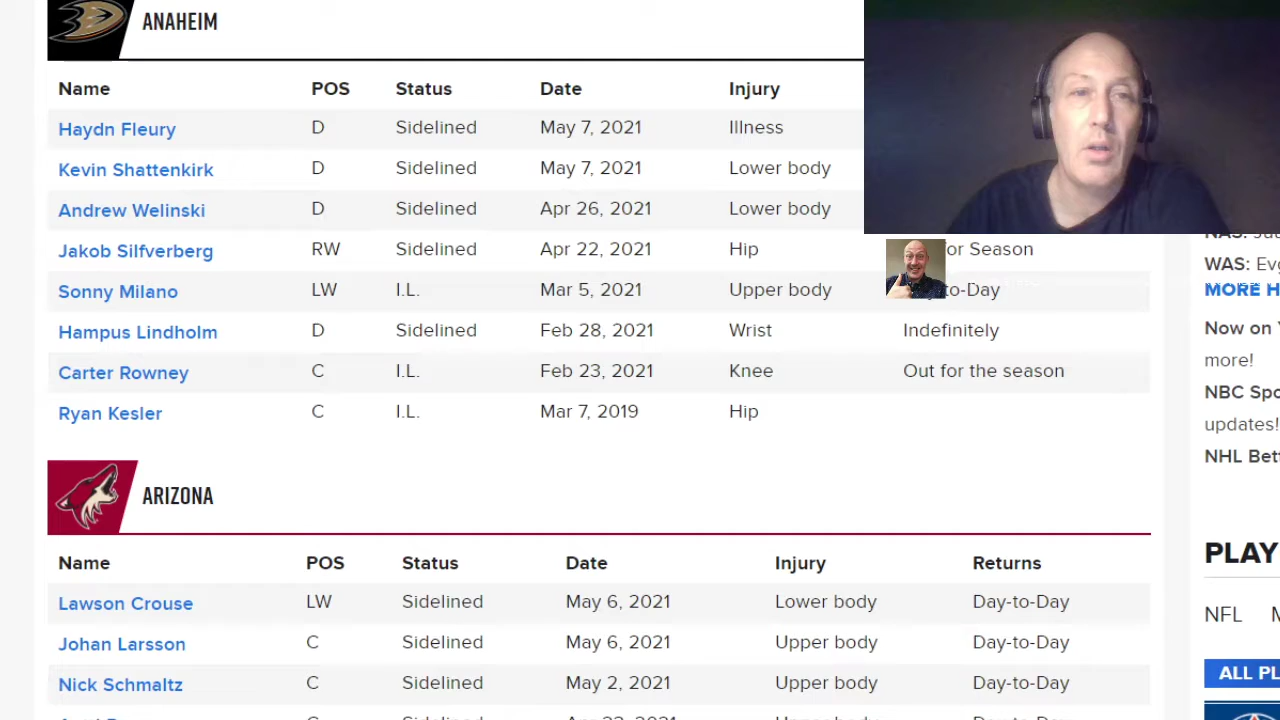 ANAHEIM
Name POS Status Date Injury
Haydn Fleury D Sidelined May 7, 2021 Illness
Kevin Shattenkirk D Sidelined May 7, 2021 Lower body
Andrew Welinski D Sidelined Apr 26, 2021 Lower body
Jakob Silfverberg RW Sidelined Apr 22, 2021 Hip or Season
Sonny Milano LW I.L. Mar 5, 2021 Upper body to-Day
Hampus Lindholm D Sidelined Feb 28, 2021 Wrist Indefinitely
Carter Rowney C I.L. Feb 23, 2021 Knee Out for the season
Ryan Kesler C I.L. Mar 7, 2019 Hip
ARIZONA
Name POS Status Date Injury Returns
Lawson Crouse LW Sidelined May 6, 2021 Lower body Day-to-Day
Johan Larsson C Sidelined May 6, 2021 Upper body Day-to-Day
Nick Schmaltz C Sidelined May 2, 2021 Upper body Day-to-Day
WAS: Evg
MORE H
Now on
more!
NBC Spo
updates!
NHL Bet
PLAY
NFL
ALL PL